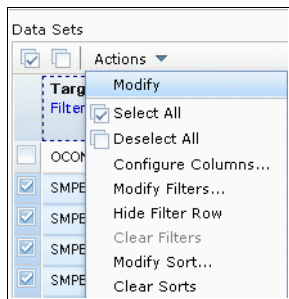 Data Sets
Actions
Targ
Filter
Modify
Select All
Deselect All
OCON
Configure Columns...
SMPE
Modify Filters...
SMPE
Hide Filter Row
Clear Filters
SMPE
Modify Sort...
SMPE
Clear Sorts